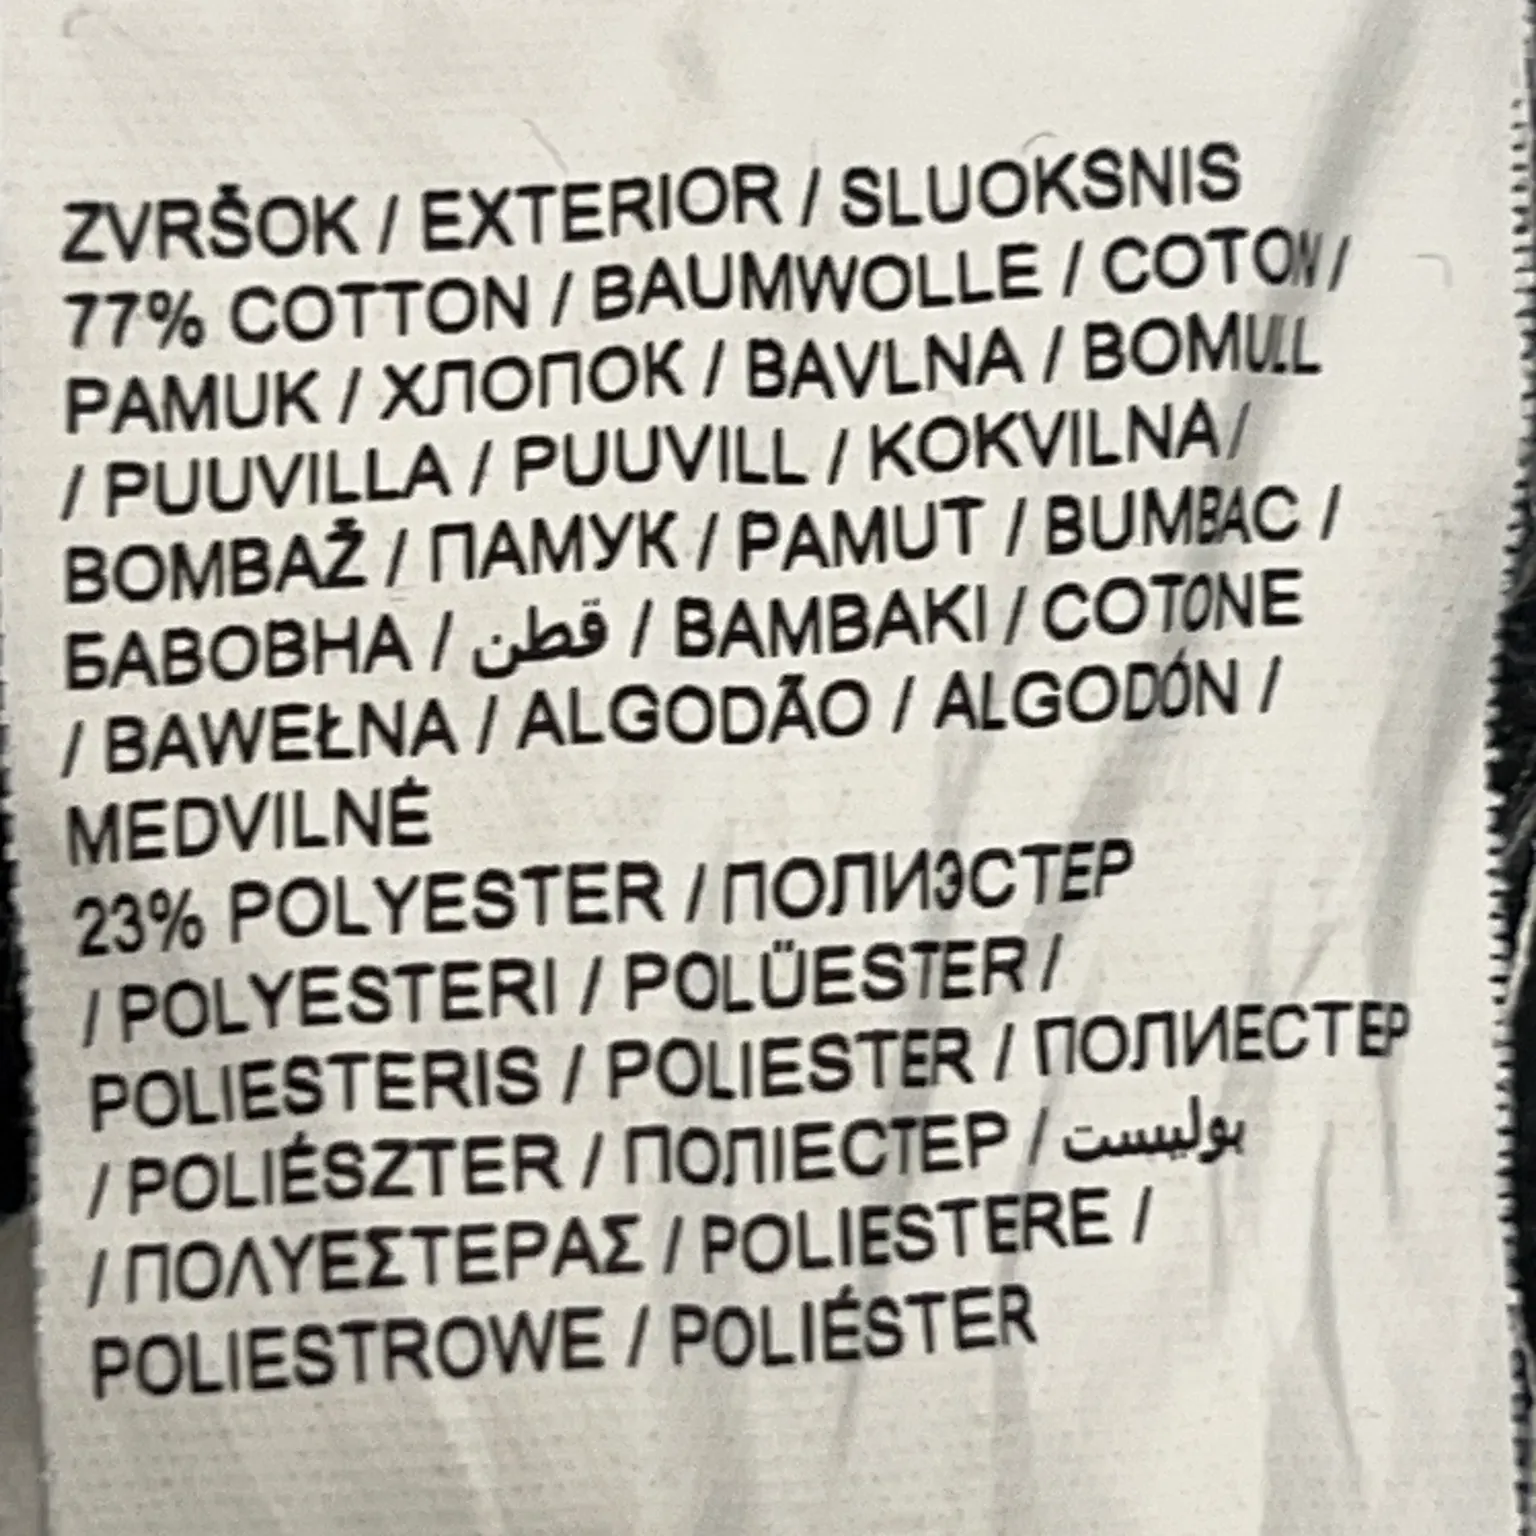 ZVRŠOK / EXTERIOR / SLUOKSNIS
77% COTTON / BAUMWOLLE / COTON /
PAMUK / ХЛОПОК / BAVLNA / BOMULL
/ PUUVILLA / PUUVILL / KOKVILNA /
BOMBAŽ / ПАМУК / PAMUT / BUMBAC /
БАВОВНА / قطن / BAMBAKI / COTONE
/ BAWEŁNA / ALGODÃO / ALGODÓN /
MEDVILNĖ
23% POLYESTER / ПОЛИЭСТЕР
/ POLYESTERI / POLÜESTER /
POLIESTERIS / POLIESTER / ПОЛИЕСТЕР
/ POLIÉSZTER / ПОЛІЕСТЕР / بوليست
/ ΠΟΛΥΕΣΤΕΡΑΣ / POLIESTERE /
POLIESTROWE / POLIÉSTER